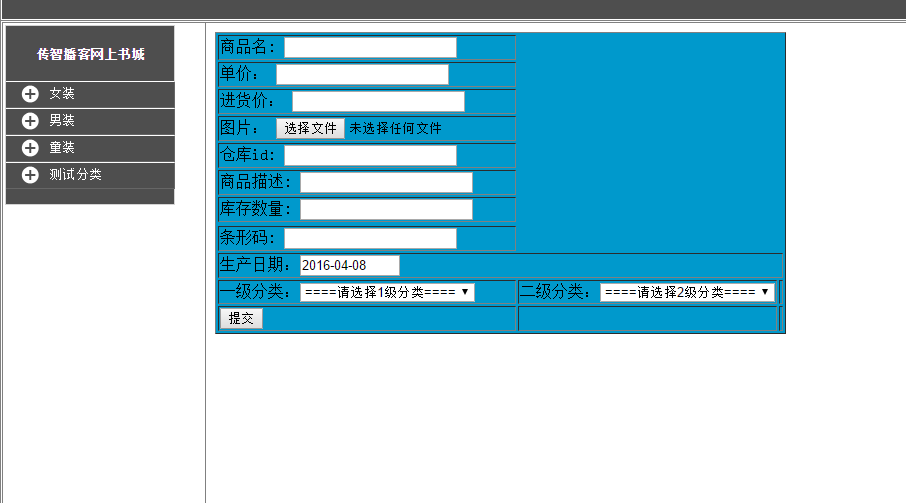 传智播客网上书城
女装
男装
童装
测试分类
商品名:
单价:
进货价:
图片: 选择文件 未选择任何文件
仓库id:
商品描述:
库存数量:
条形码:
生产日期: 2016-04-08
一级分类: ====请选择1级分类==== 二级分类: ====请选择2级分类====
提交